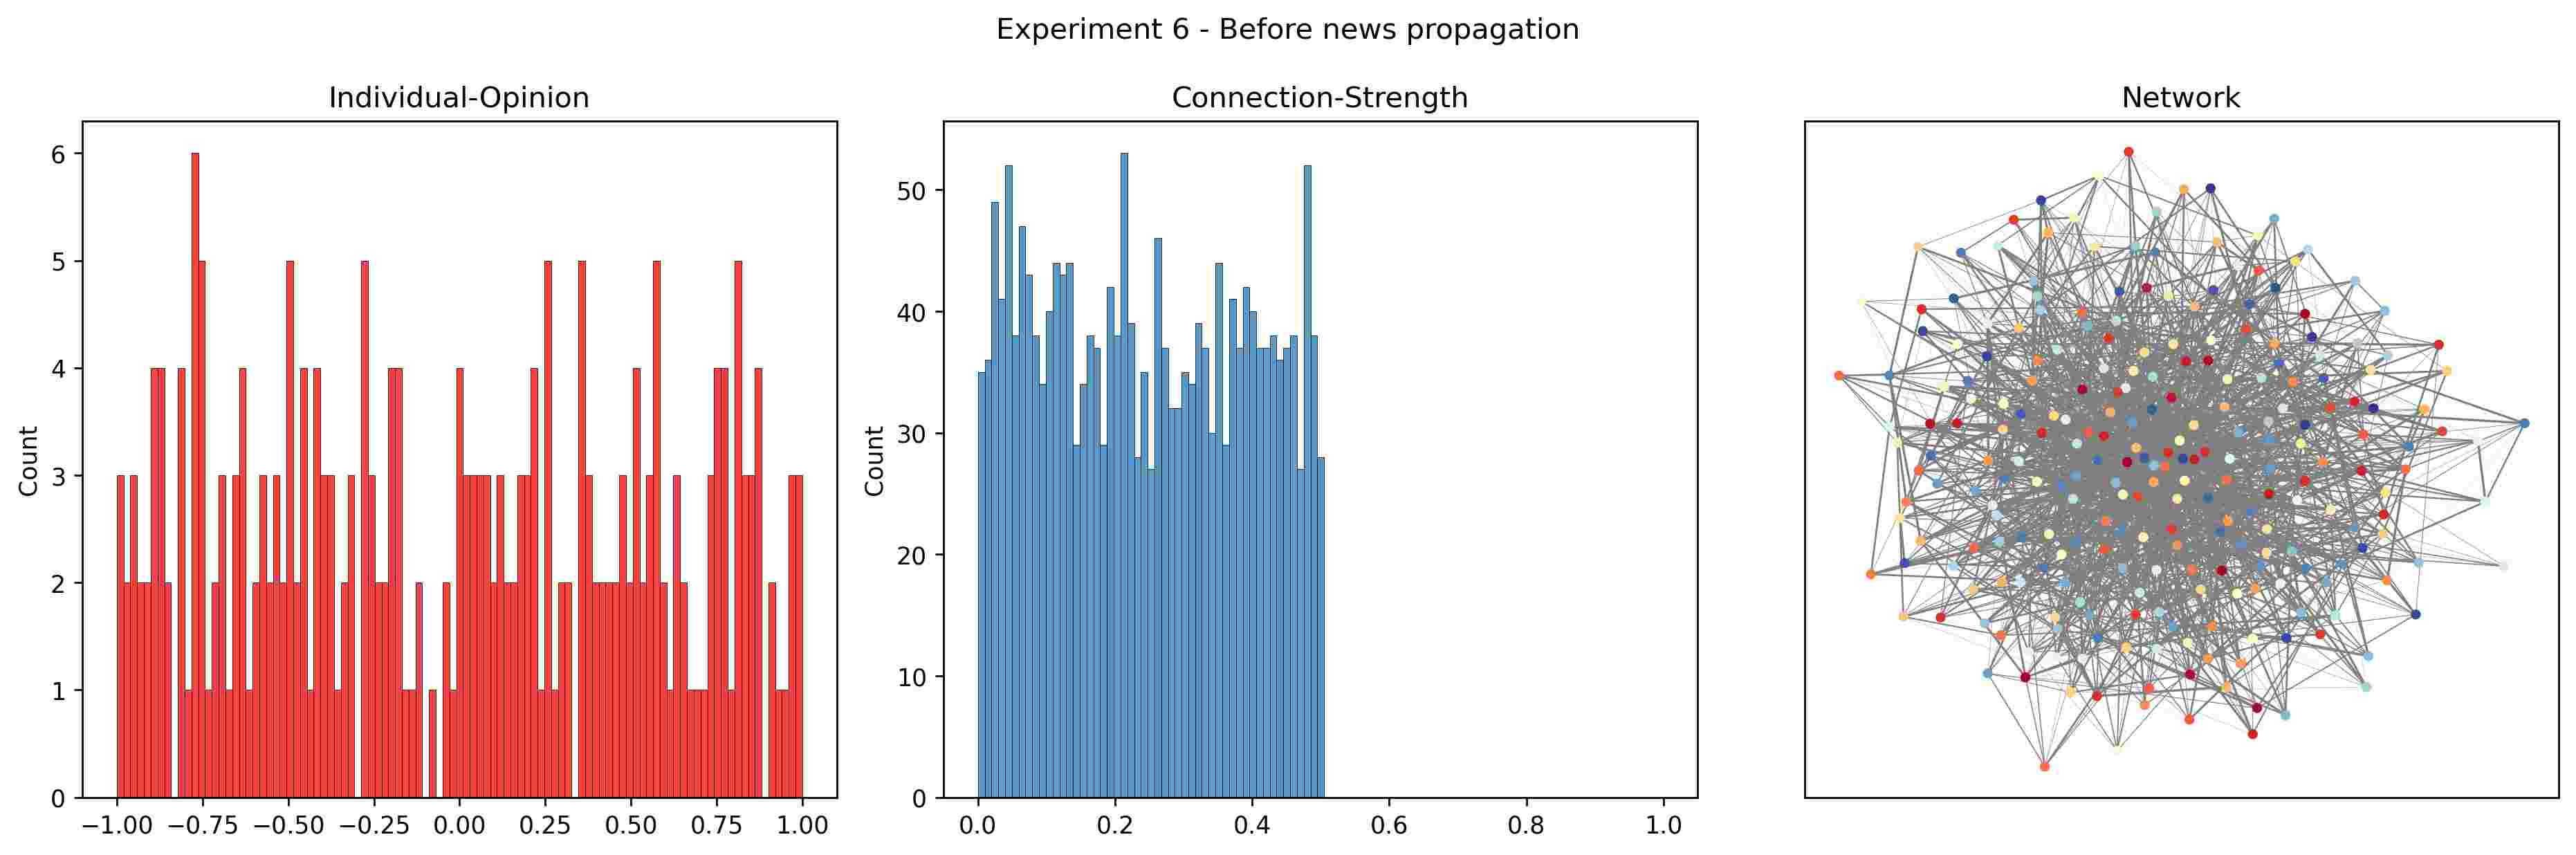 Experiment 6 - Before news propagation
Individual-Opinion
Count
6
5
4
3
2
1
0
−1.00 −0.75 −0.50 −0.25 0.00 0.25 0.50 0.75 1.00
Connection-Strength
Count
50
40
30
20
10
0
0.0 0.2 0.4 0.6 0.8 1.0
Network